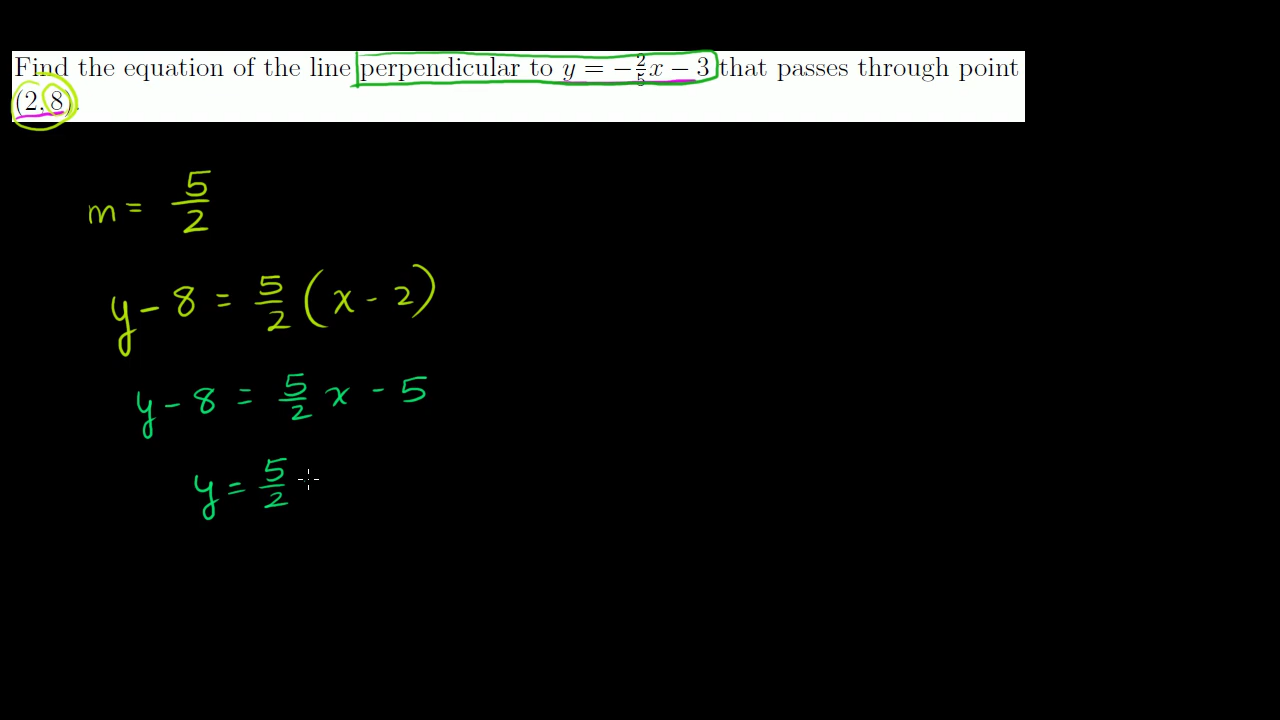 Find the equation of the line perpendicular to y = -2/5x - 3 that passes through point
(2,8).
m = 5/2
y - 8 = 5/2 (x - 2)
y - 8 = 5/2 x - 5
y = 5/2